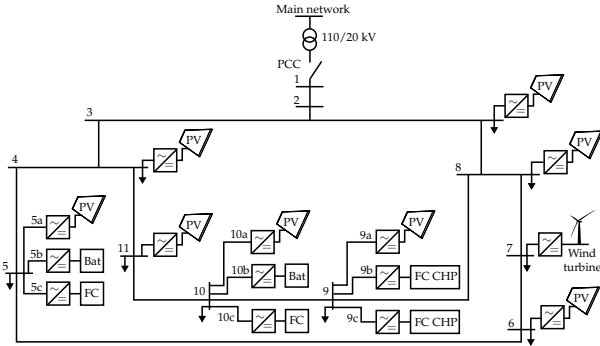 Main network
110/20 kV
PCC
1
2
3
PV
4
PV
8
PV
5a
PV
5b
Bat
5
5c
FC
11
PV
10a
PV
10b
Bat
10
10c
FC
9a
PV
9b
FC CHP
9
9c
FC CHP
7
Wind
turbine
6
PV